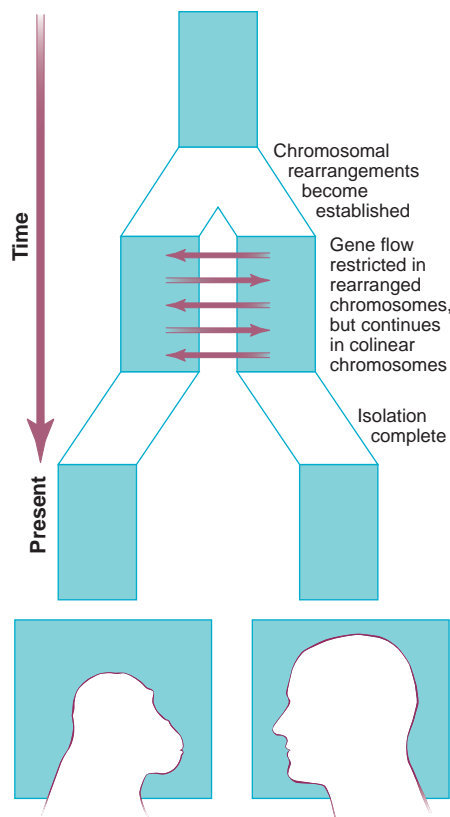 Time
Present
Chromosomal
rearrangements
become
established
Gene flow
restricted in
rearranged
chromosomes,
but continues
in colinear
chromosomes
Isolation
complete